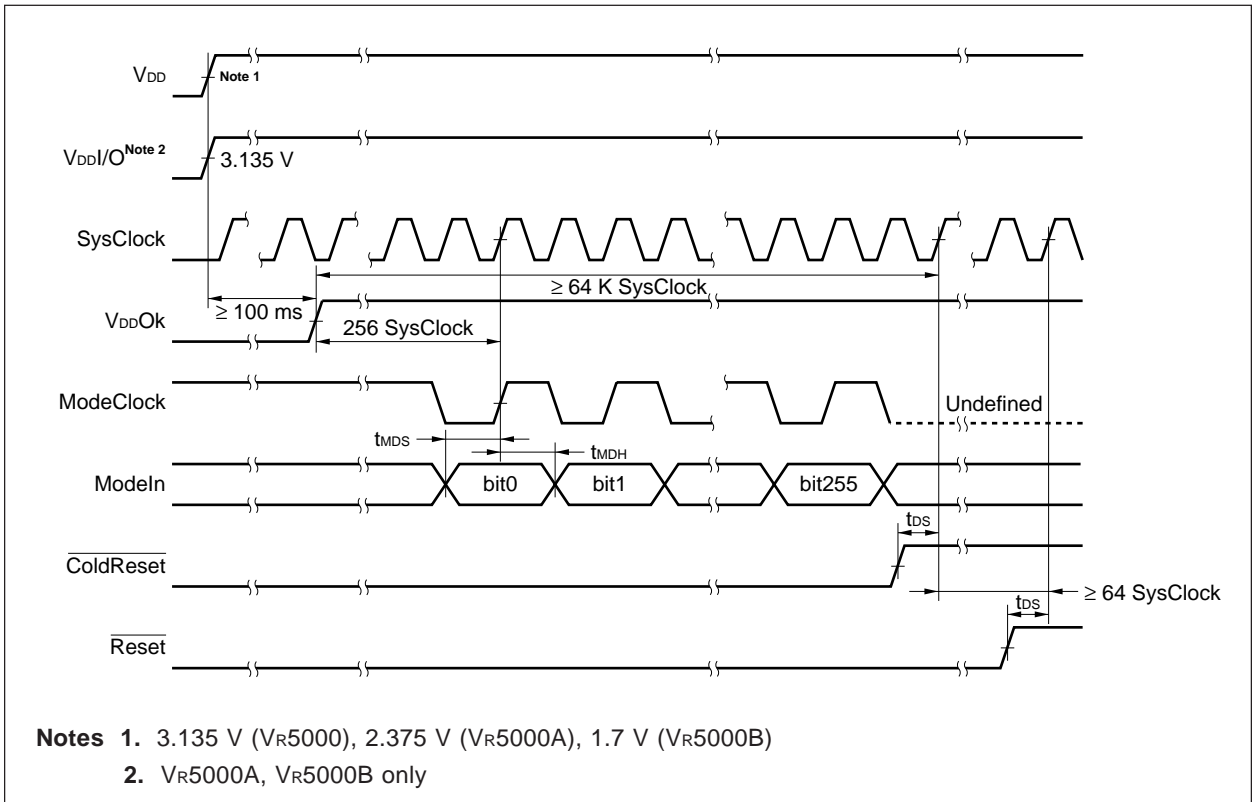 VDD
Note 1
VDDI/O Note 2
3.135 V
SysClock
≥ 64 K SysClock
≥ 100 ms
VDDOk
256 SysClock
ModeClock
Undefined
tMDS
tMDH
ModeIn
bit0
bit1
bit255
tDS
ColdReset
≥ 64 SysClock
tDS
Reset
Notes 1. 3.135 V (VR5000), 2.375 V (VR5000A), 1.7 V (VR5000B)
2. VR5000A, VR5000B only